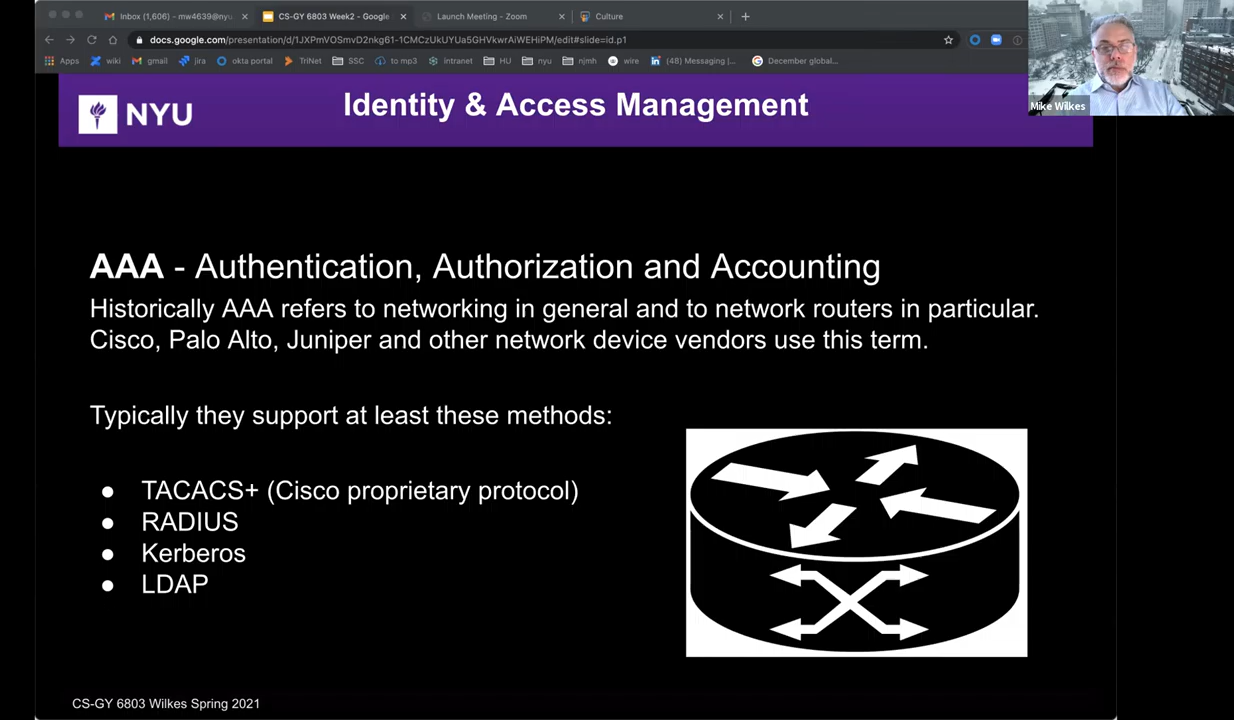 Inbox (1,606) - mw4639@nyu
CS-GY 6803 Week2 - Google
Launch Meeting - Zoom
Culture
docs.google.com/presentation/d/1JXPmVOSmvD2nkg61-1CMCzUkUYUa5GHVkwrAiWEHiPM/edit#slide=id.p1
Apps wiki gmail jira okta portal TriNet SSC to mp3 intranet HU nyu njmh wire (48) Messaging |... December global...
Mike Wilkes
NYU
Identity & Access Management
AAA - Authentication, Authorization and Accounting
Historically AAA refers to networking in general and to network routers in particular.
Cisco, Palo Alto, Juniper and other network device vendors use this term.
Typically they support at least these methods:
● TACACS+ (Cisco proprietary protocol)
● RADIUS
● Kerberos
● LDAP
CS-GY 6803 Wilkes Spring 2021